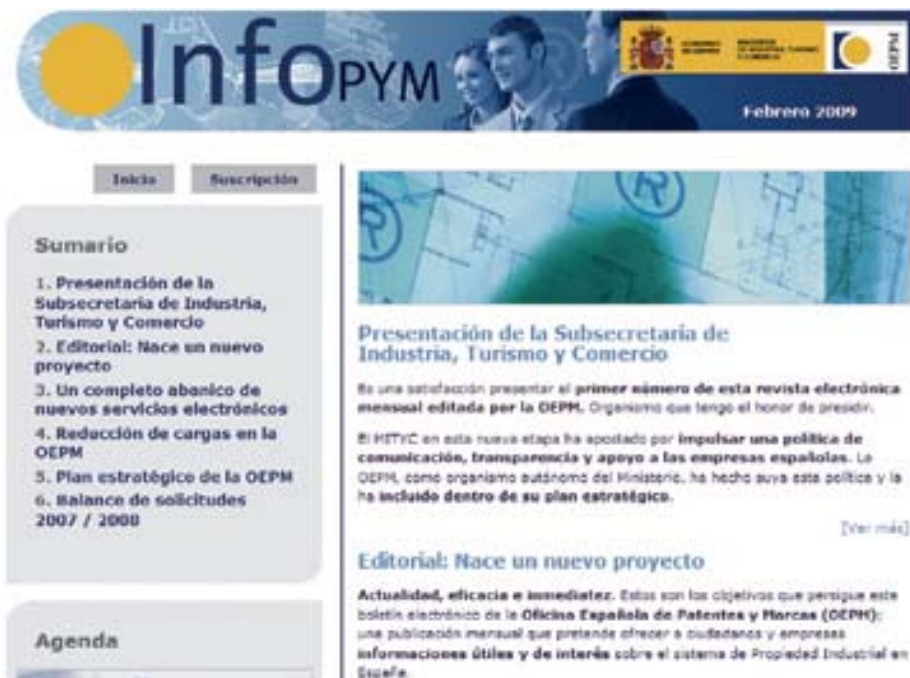 InfoPYM
GOBIERNO
DE ESPAÑA
MINISTERIO
DE INDUSTRIA, TURISMO
Y COMERCIO
OEPM
Febrero 2009
Inicio
Suscripción
Sumario
1. Presentación de la
Subsecretaria de Industria,
Turismo y Comercio
2. Editorial: Nace un nuevo
proyecto
3. Un completo abanico de
nuevos servicios electrónicos
4. Reducción de cargas en la
OEPM
5. Plan estratégico de la OEPM
6. Balance de solicitudes
2007 / 2008
Agenda
®
®
Presentación de la Subsecretaria de
Industria, Turismo y Comercio
Es una satisfacción presentar el primer número de esta revista electrónica
mensual editada por la OEPM, Organismo que tengo el honor de presidir.
El MITYC en esta nueva etapa ha apostado por impulsar una política de
comunicación, transparencia y apoyo a las empresas españolas. La
OEPM, como organismo autónomo del Ministerio, ha hecho suya esta política y la
ha incluido dentro de su plan estratégico.
[Ver más]
Editorial: Nace un nuevo proyecto
Actualidad, eficacia e inmediatez. Estos son los objetivos que persigue este
boletín electrónico de la Oficina Española de Patentes y Marcas (OEPM):
una publicación mensual que pretende ofrecer a ciudadanos y empresas
informaciones útiles y de interés sobre el sistema de Propiedad Industrial en
España.